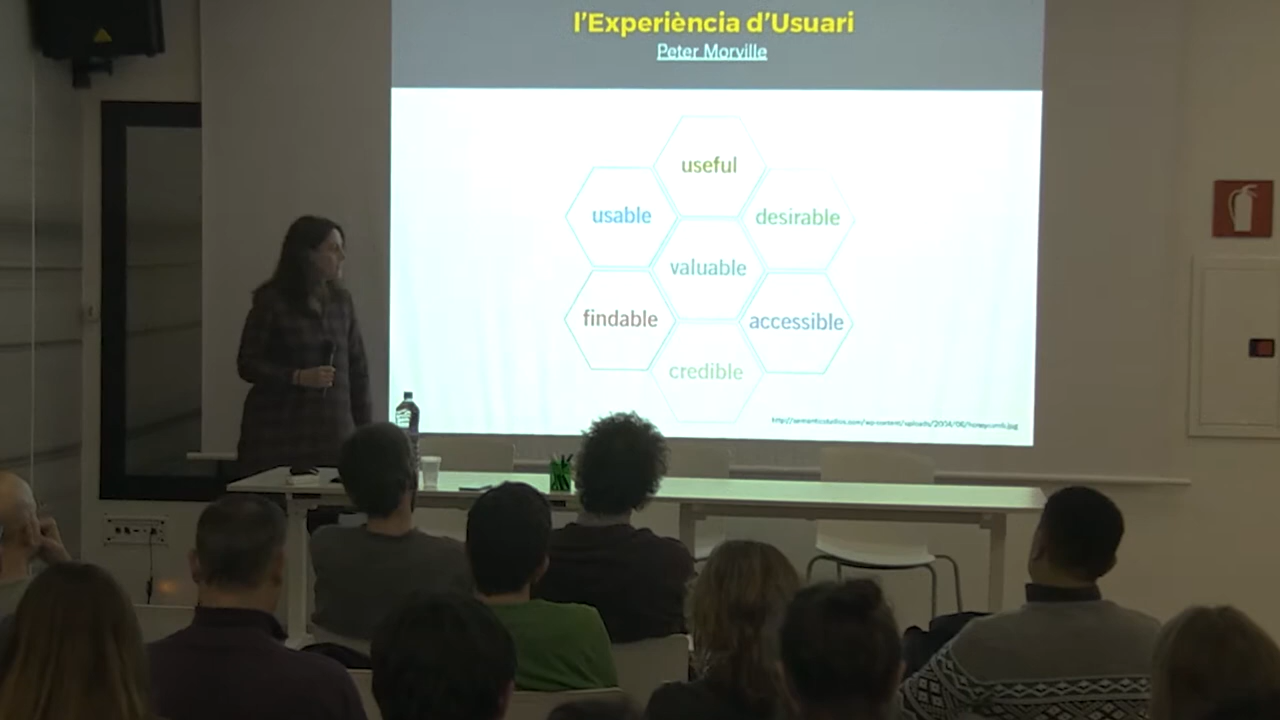 l'Experiència d'Usuari
Peter Morville
useful
usable
desirable
valuable
findable
accessible
credible